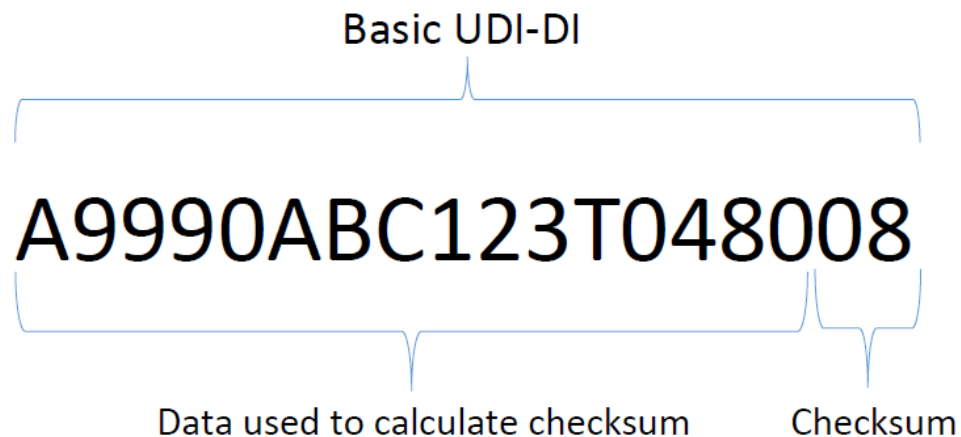 Basic UDI-DI
A9990ABC123T048008
Data used to calculate checksum
Checksum